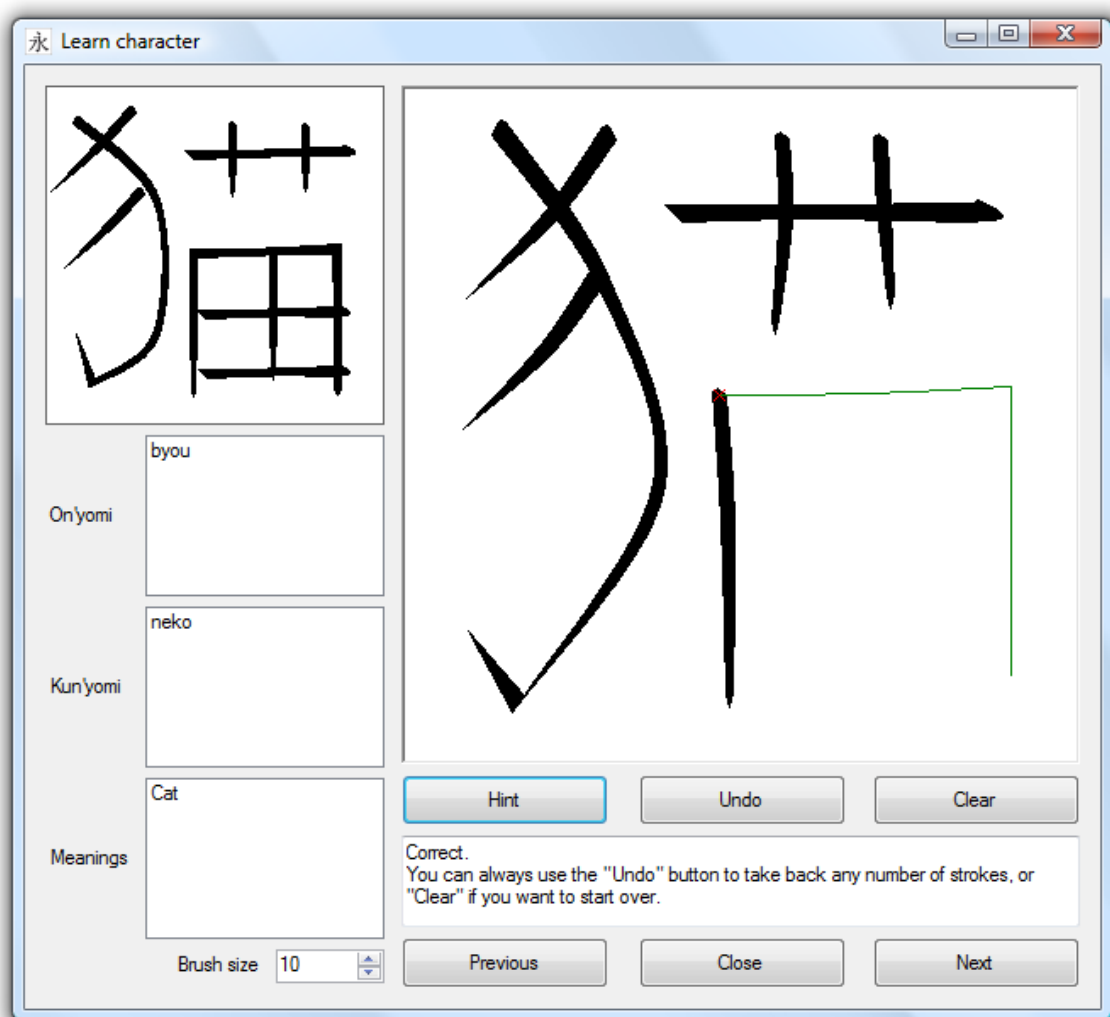 永 Learn character
猫
On'yomi
byou
Kun'yomi
neko
Meanings
Cat
Brush size 10
Hint Undo Clear
Correct.
You can always use the "Undo" button to take back any number of strokes, or
"Clear" if you want to start over.
Previous Close Next